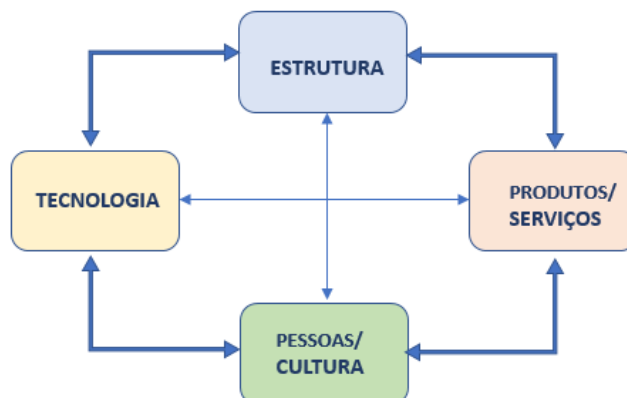 ESTRUTURA
TECNOLOGIA
PRODUTOS/
SERVIÇOS
PESSOAS/
CULTURA